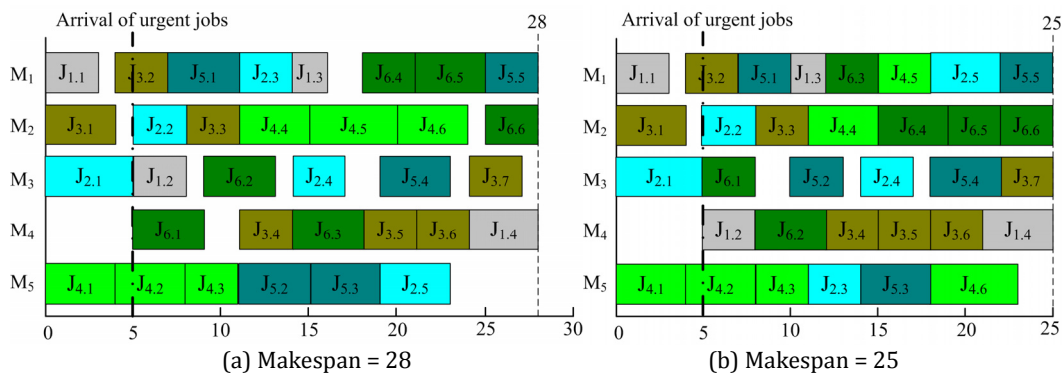 Arrival of urgent jobs
28
M1 J1.1 J3.2 J5.1 J2.3 J1.3 J6.4 J6.5 J5.5
M2 J3.1 J2.2 J3.3 J4.4 J4.5 J4.6 J6.6
M3 J2.1 J1.2 J6.2 J2.4 J5.4 J3.7
M4 J6.1 J3.4 J6.3 J3.5 J3.6 J1.4
M5 J4.1 J4.2 J4.3 J5.2 J5.3 J2.5
0 5 10 15 20 25 30
(a) Makespan = 28
Arrival of urgent jobs
25
M1 J1.1 J3.2 J5.1 J1.3 J6.3 J4.5 J2.5 J5.5
M2 J3.1 J2.2 J3.3 J4.4 J6.4 J6.5 J6.6
M3 J2.1 J6.1 J5.2 J2.4 J5.4 J3.7
M4 J1.2 J6.2 J3.4 J3.5 J3.6 J1.4
M5 J4.1 J4.2 J4.3 J2.3 J5.3 J4.6
0 5 10 15 20 25
(b) Makespan = 25